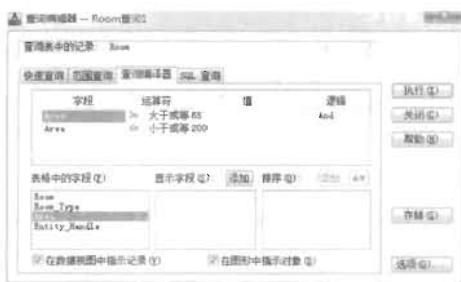 查询编辑器 — Room查询1
查询表中的记录: Room
快速查询 范围查询 查询编译器 SQL 查询
字段 运算符 值 逻辑
Area >= 大于或等 65 And
Area <= 小于或等 200
表格中的字段(F) 显示字段(L): 添加 排序(O):
Room
Room_Type
Area
Entity_Handle
在数据视图中指示记录(Y) 在图形中指示对象(G)
执行(E)
关闭(C)
帮助(H)
存储(S)
选项(O)...